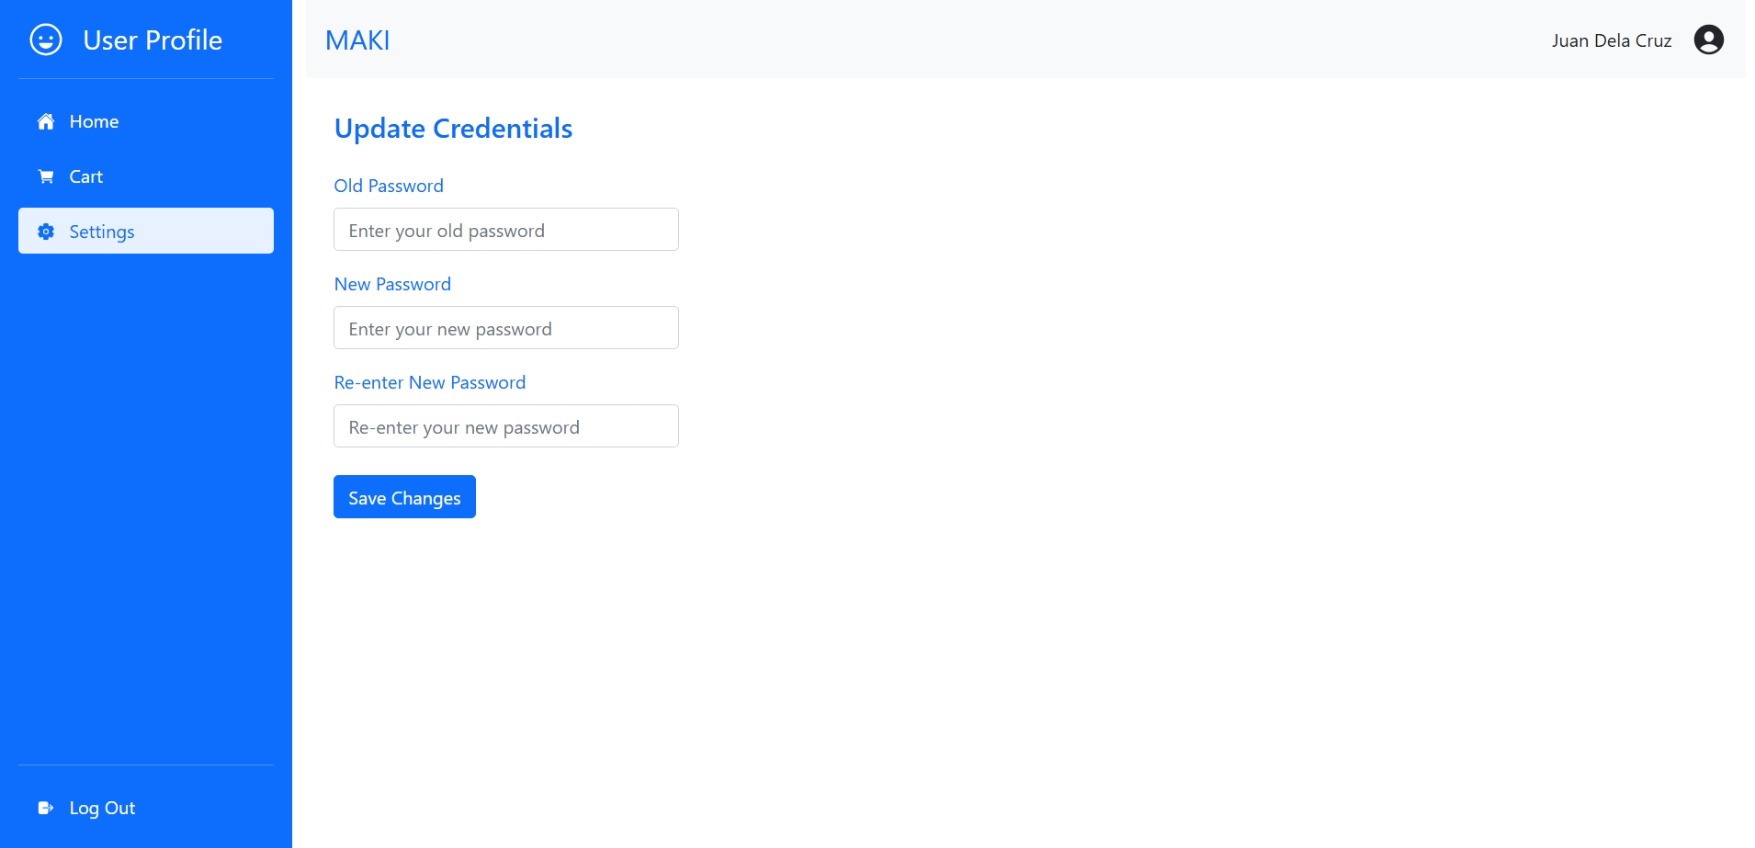 User Profile
Home
Cart
Settings
Log Out
MAKI
Juan Dela Cruz
Update Credentials
Old Password
Enter your old password
New Password
Enter your new password
Re-enter New Password
Re-enter your new password
Save Changes